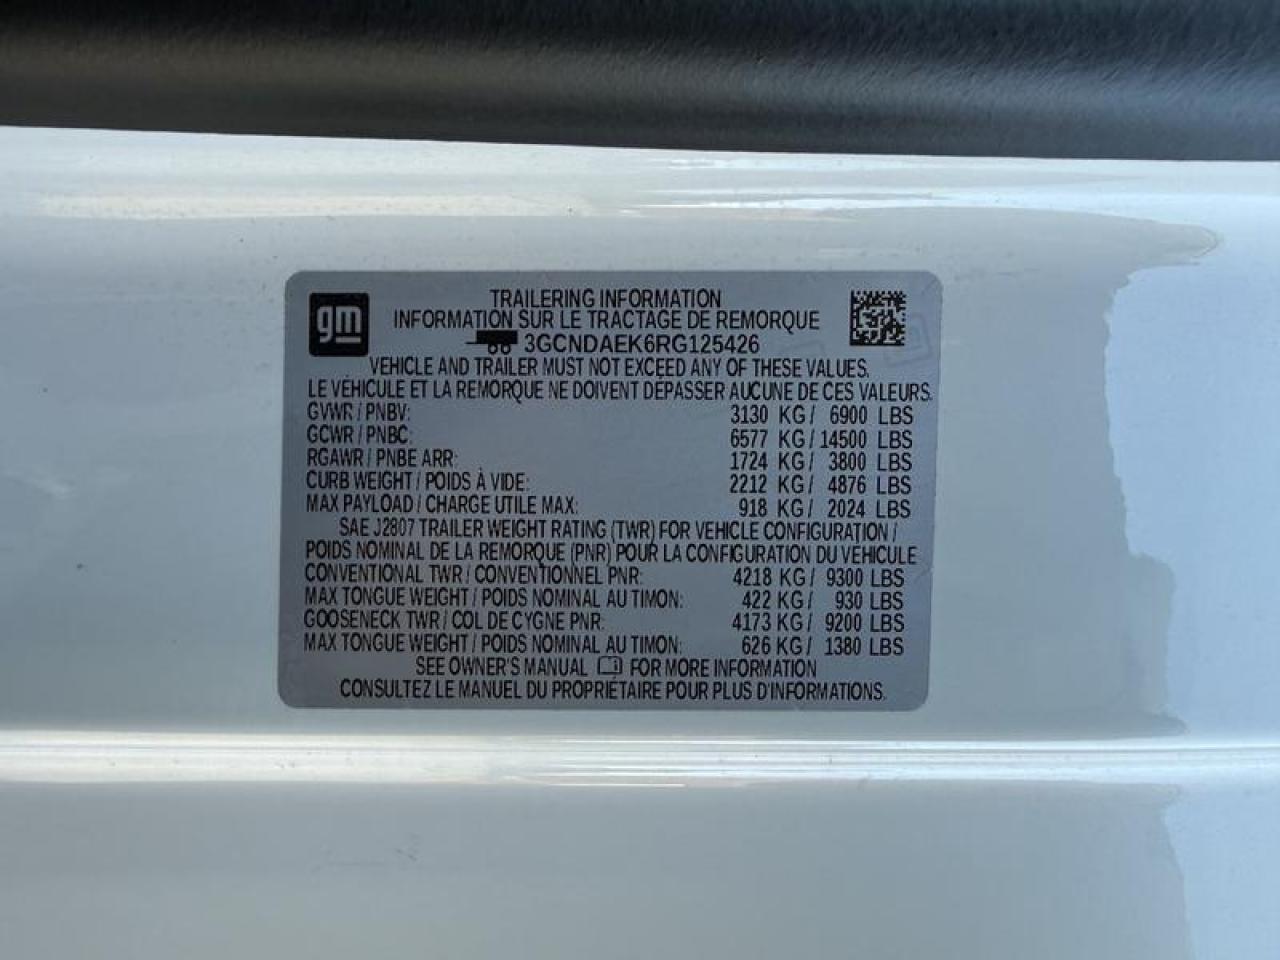 gm
TRAILERING INFORMATION
INFORMATION SUR LE TRACTAGE DE REMORQUE
3GCNDAEK6RG125426
VEHICLE AND TRAILER MUST NOT EXCEED ANY OF THESE VALUES.
LE VÉHICULE ET LA REMORQUE NE DOIVENT DÉPASSER AUCUNE DE CES VALEURS.
GVWR / PNBV: 3130 KG / 6900 LBS
GCWR / PNBC: 6577 KG / 14500 LBS
RGAWR / PNBE ARR: 1724 KG / 3800 LBS
CURB WEIGHT / POIDS À VIDE: 2212 KG / 4876 LBS
MAX PAYLOAD / CHARGE UTILE MAX: 918 KG / 2024 LBS
SAE J2807 TRAILER WEIGHT RATING (TWR) FOR VEHICLE CONFIGURATION /
POIDS NOMINAL DE LA REMORQUE (PNR) POUR LA CONFIGURATION DU VÉHICULE
CONVENTIONAL TWR / CONVENTIONNEL PNR: 4218 KG / 9300 LBS
MAX TONGUE WEIGHT / POIDS NOMINAL AU TIMON: 422 KG / 930 LBS
GOOSENECK TWR / COL DE CYGNE PNR: 4173 KG / 9200 LBS
MAX TONGUE WEIGHT / POIDS NOMINAL AU TIMON: 626 KG / 1380 LBS
SEE OWNER'S MANUAL FOR MORE INFORMATION
CONSULTEZ LE MANUEL DU PROPRIÉTAIRE POUR PLUS D'INFORMATIONS.